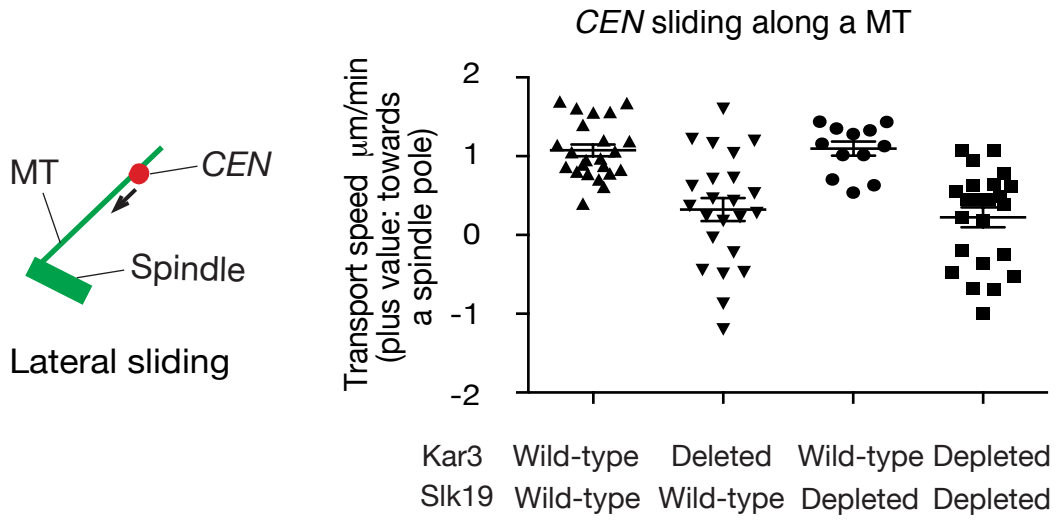 CEN sliding along a MT
MT
CEN
Spindle
Lateral sliding
Transport speed μm/min
(plus value: towards
a spindle pole)
2
1
0
-1
-2
Kar3 Wild-type Deleted Wild-type Depleted
Slk19 Wild-type Wild-type Depleted Depleted